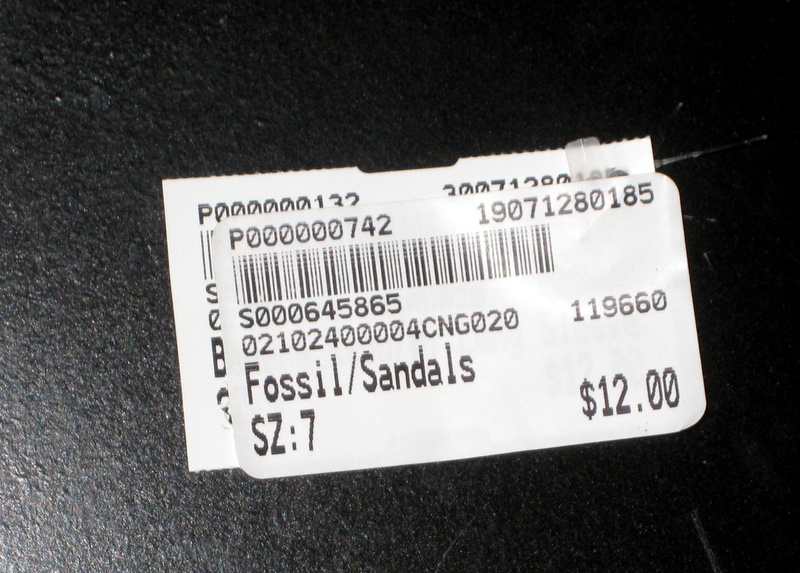 P000000132
P000000742 19071280185
S000645865 119660
02102400004CNG020
Fossil/Sandals
SZ:7 $12.00